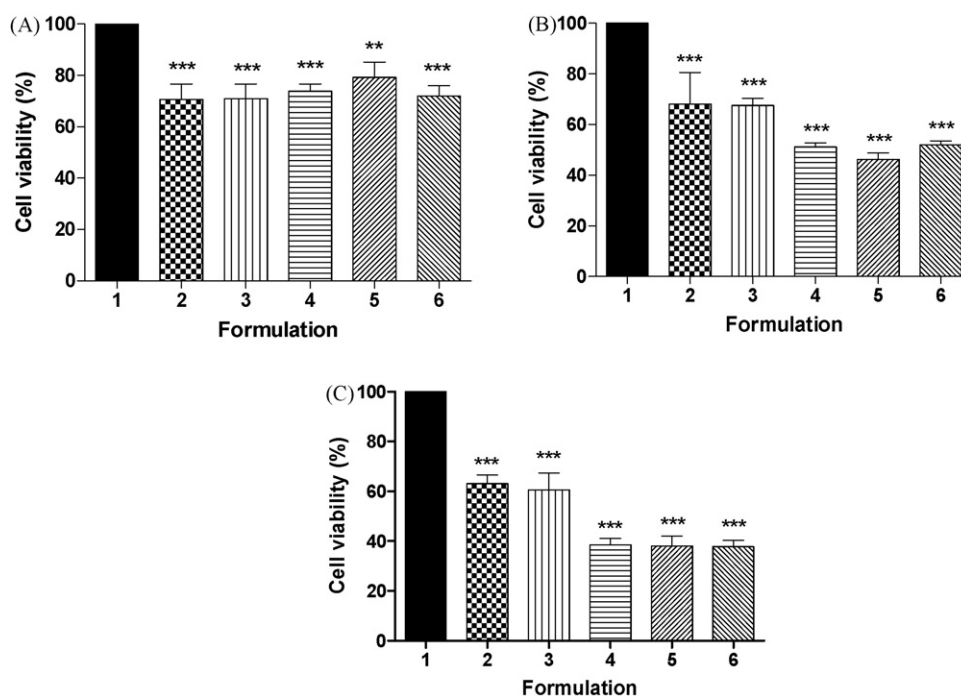 (A)
Cell viability (%)
100
80
60
40
20
0
*** *** *** ** ***
1 2 3 4 5 6
Formulation
(B)
Cell viability (%)
100
80
60
40
20
0
*** *** *** *** ***
1 2 3 4 5 6
Formulation
(C)
Cell viability (%)
100
80
60
40
20
0
*** *** *** *** ***
1 2 3 4 5 6
Formulation